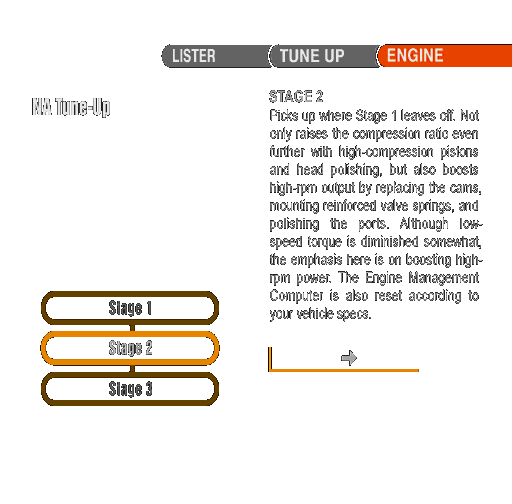 LISTER
TUNE UP
ENGINE
NA Tune-Up
STAGE 2
Picks up where Stage 1 leaves off. Not
only raises the compression ratio even
further with high-compression pistons
and head polishing, but also boosts
high-rpm output by replacing the cams,
mounting reinforced valve springs, and
polishing the ports. Although low-
speed torque is diminished somewhat,
the emphasis here is on boosting high-
rpm power. The Engine Management
Computer is also reset according to
your vehicle specs.
Stage 1
Stage 2
Stage 3